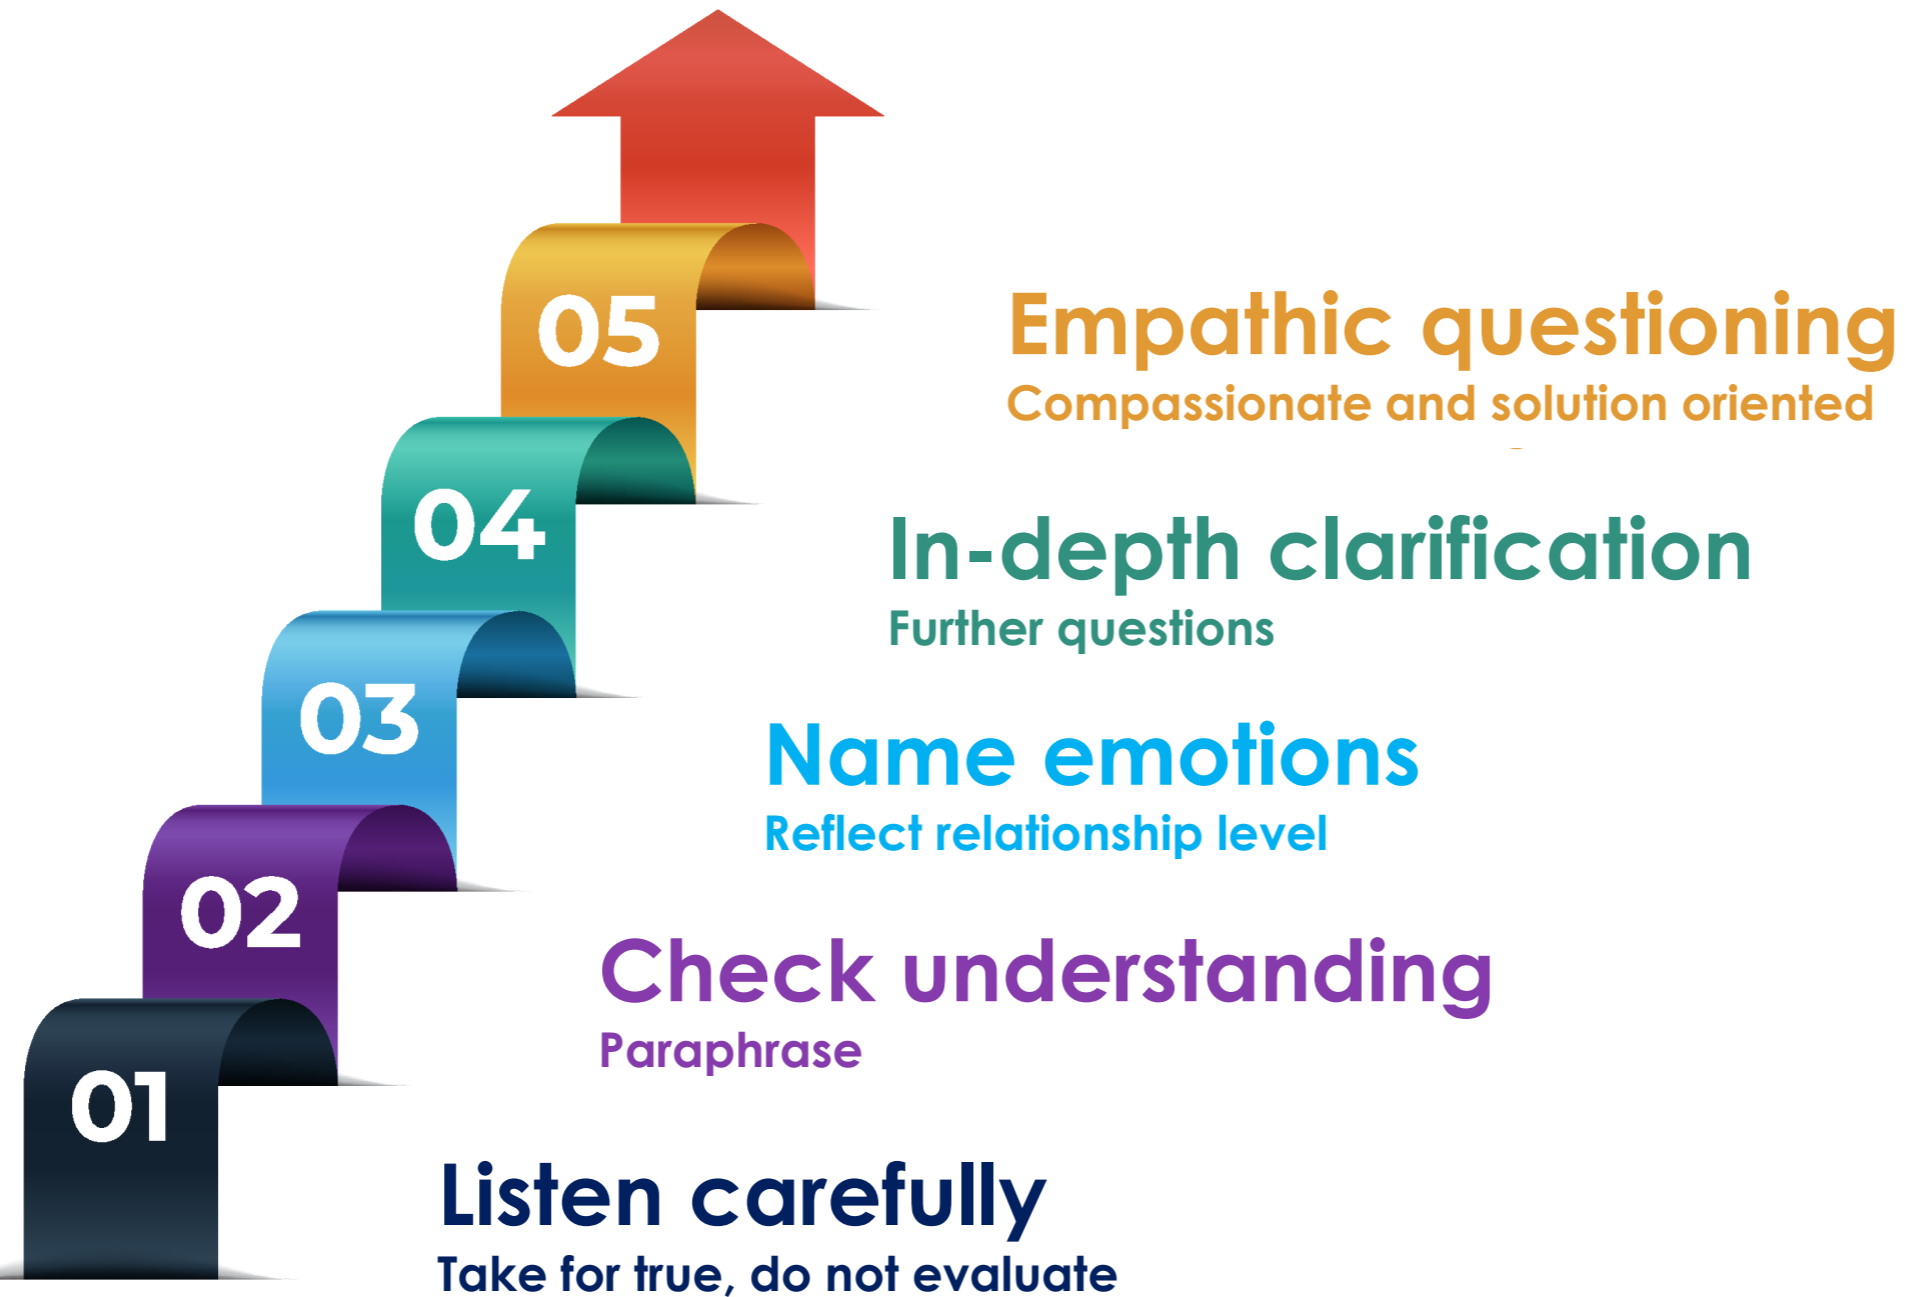 05
Empathic questioning
Compassionate and solution oriented
04
In-depth clarification
Further questions
03
Name emotions
Reflect relationship level
02
Check understanding
Paraphrase
01
Listen carefully
Take for true, do not evaluate